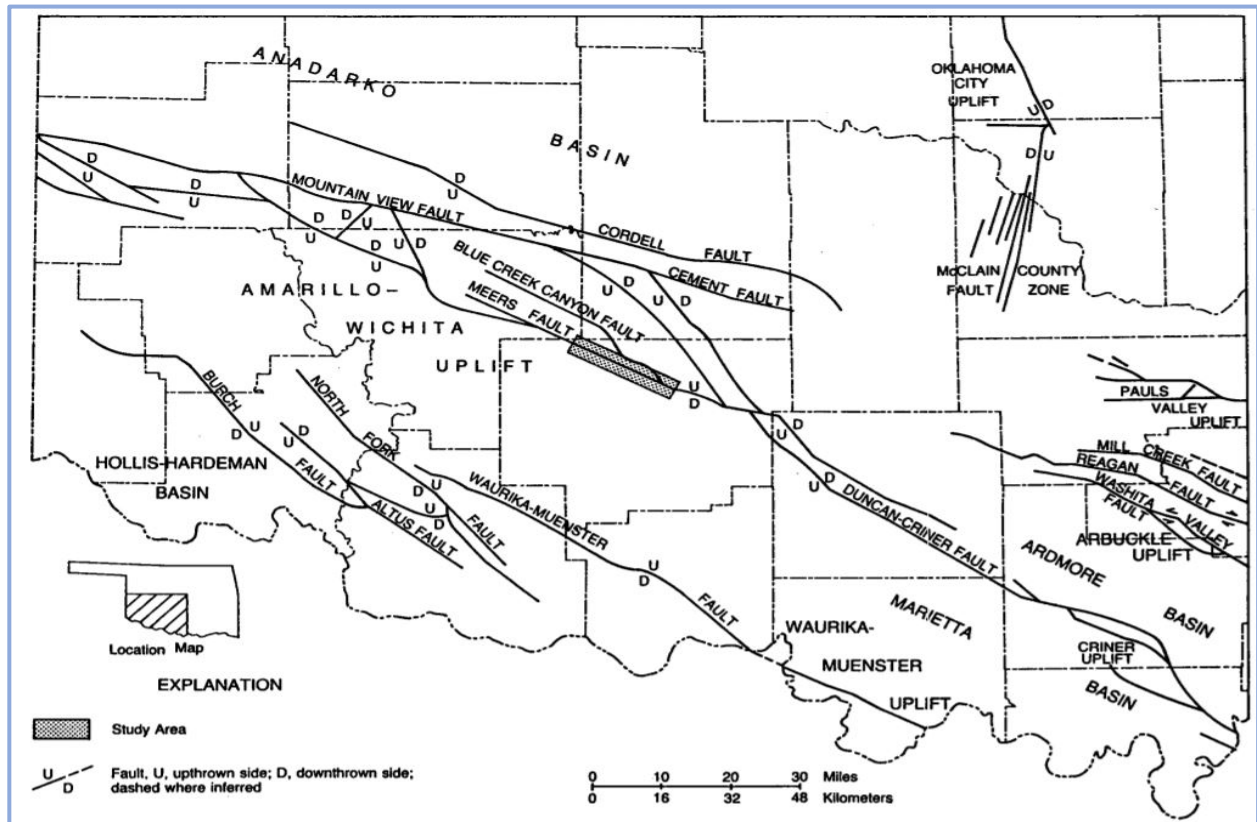 ANADARKO
BASIN
OKLAHOMA
CITY
UPLIFT
U D
D U
D
U
D
U
MOUNTAIN VIEW FAULT
D
U
CORDELL FAULT
D D U
U D U D
U
BLUE CREEK CANYON FAULT
D
U D
U
CEMENT FAULT
McCLAIN COUNTY
FAULT ZONE
MEERS FAULT
AMARILLO–
WICHITA
UPLIFT
U
D
PAULS
VALLEY
UPLIFT
BURCH FAULT
U
D
U D
NORTH FORK FAULT
HOLLIS-HARDEMAN
BASIN
ALTUS FAULT
U
D
U
D
WAURIKA-MUENSTER FAULT
U
D
D
U
D
U
DUNCAN-CRINER FAULT
MILL CREEK FAULT
REAGAN FAULT
WASHITA VALLEY
FAULT
ARBUCKLE
UPLIFT
ARDMORE
BASIN
MARIETTA
BASIN
WAURIKA-
MUENSTER
UPLIFT
CRINER
UPLIFT
Location Map
EXPLANATION
Study Area
U
D
Fault, U, upthrown side; D, downthrown side;
dashed where inferred
0 10 20 30 Miles
0 16 32 48 Kilometers